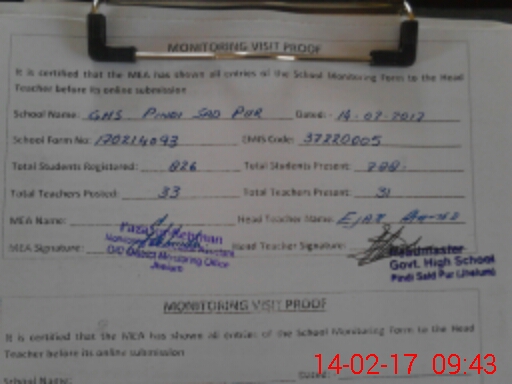 MONITORING VISIT PROOF
It is certified that the MEA has shown all entries of the School Monitoring Form to the Head
Teacher before its online submission
School Name: GHS PINDI SAD PUR Dated: 14-02-2017
School Form No: 170214093 EMIS Code: 37220005
Total Students Registered: 826 Total Students Present: 788
Total Teachers Posted: 33 Total Teachers Present: 31
MEA Name: Head Teacher Name: EJAZ AHMED
MEA Signature: Rehman Head Teacher Signature:
O/O District Monitoring Officer
Jhelum
Headmaster
Govt. High School
Pindi Said Pur (Jhelum)
MONITORING VISIT PROOF
It is certified that the MEA has shown all entries of the School Monitoring Form to the Head
Teacher before its online submission
School Name: Dated:
14-02-17 09:43